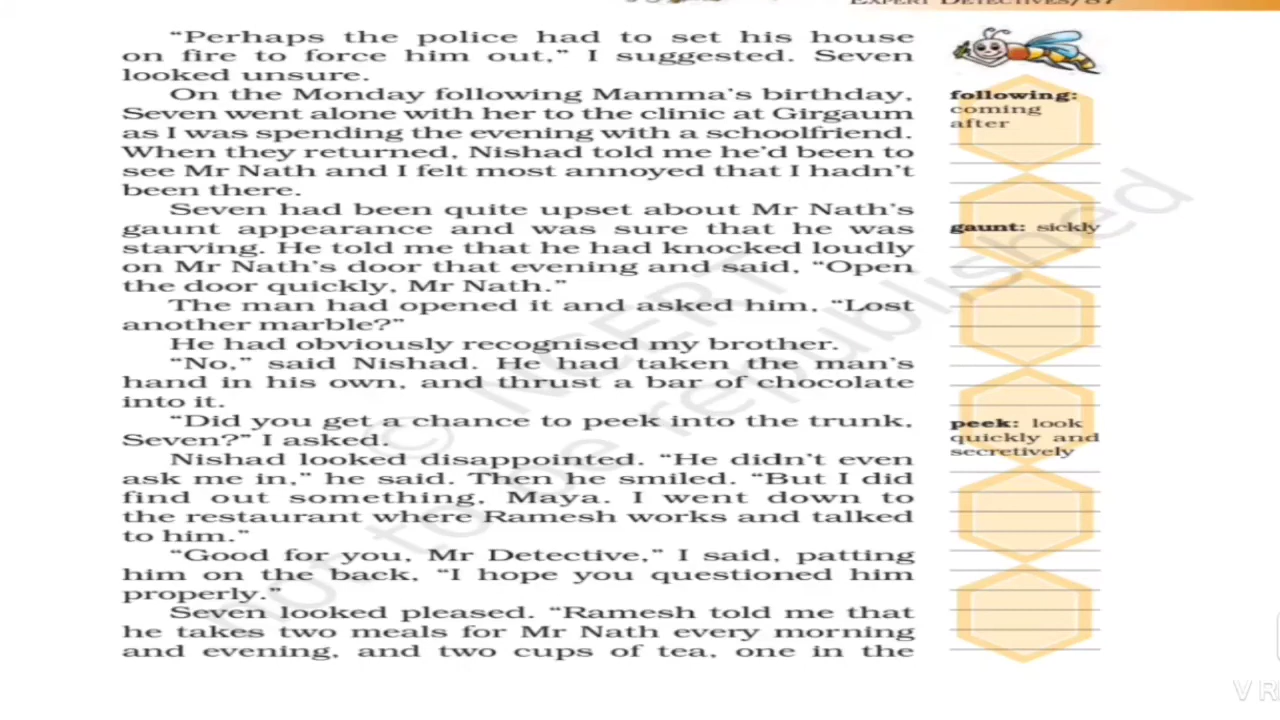 EXPERT DETECTIVES/87
“Perhaps the police had to set his house
on fire to force him out,” I suggested. Seven
looked unsure.
On the Monday following Mamma’s birthday,
Seven went alone with her to the clinic at Girgaum
as I was spending the evening with a schoolfriend.
When they returned, Nishad told me he’d been to
see Mr Nath and I felt most annoyed that I hadn’t
been there.
Seven had been quite upset about Mr Nath’s
gaunt appearance and was sure that he was
starving. He told me that he had knocked loudly
on Mr Nath’s door that evening and said, “Open
the door quickly, Mr Nath.”
The man had opened it and asked him, “Lost
another marble?”
He had obviously recognised my brother.
“No,” said Nishad. He had taken the man’s
hand in his own, and thrust a bar of chocolate
into it.
“Did you get a chance to peek into the trunk,
Seven?” I asked.
Nishad looked disappointed. “He didn’t even
ask me in,” he said. Then he smiled. “But I did
find out something, Maya. I went down to
the restaurant where Ramesh works and talked
to him.”
“Good for you, Mr Detective,” I said, patting
him on the back, “I hope you questioned him
properly.”
Seven looked pleased. “Ramesh told me that
he takes two meals for Mr Nath every morning
and evening, and two cups of tea, one in the
following:
coming
after
gaunt: sickly
peek: look
quickly and
secretively
© NCERT
not to be republished